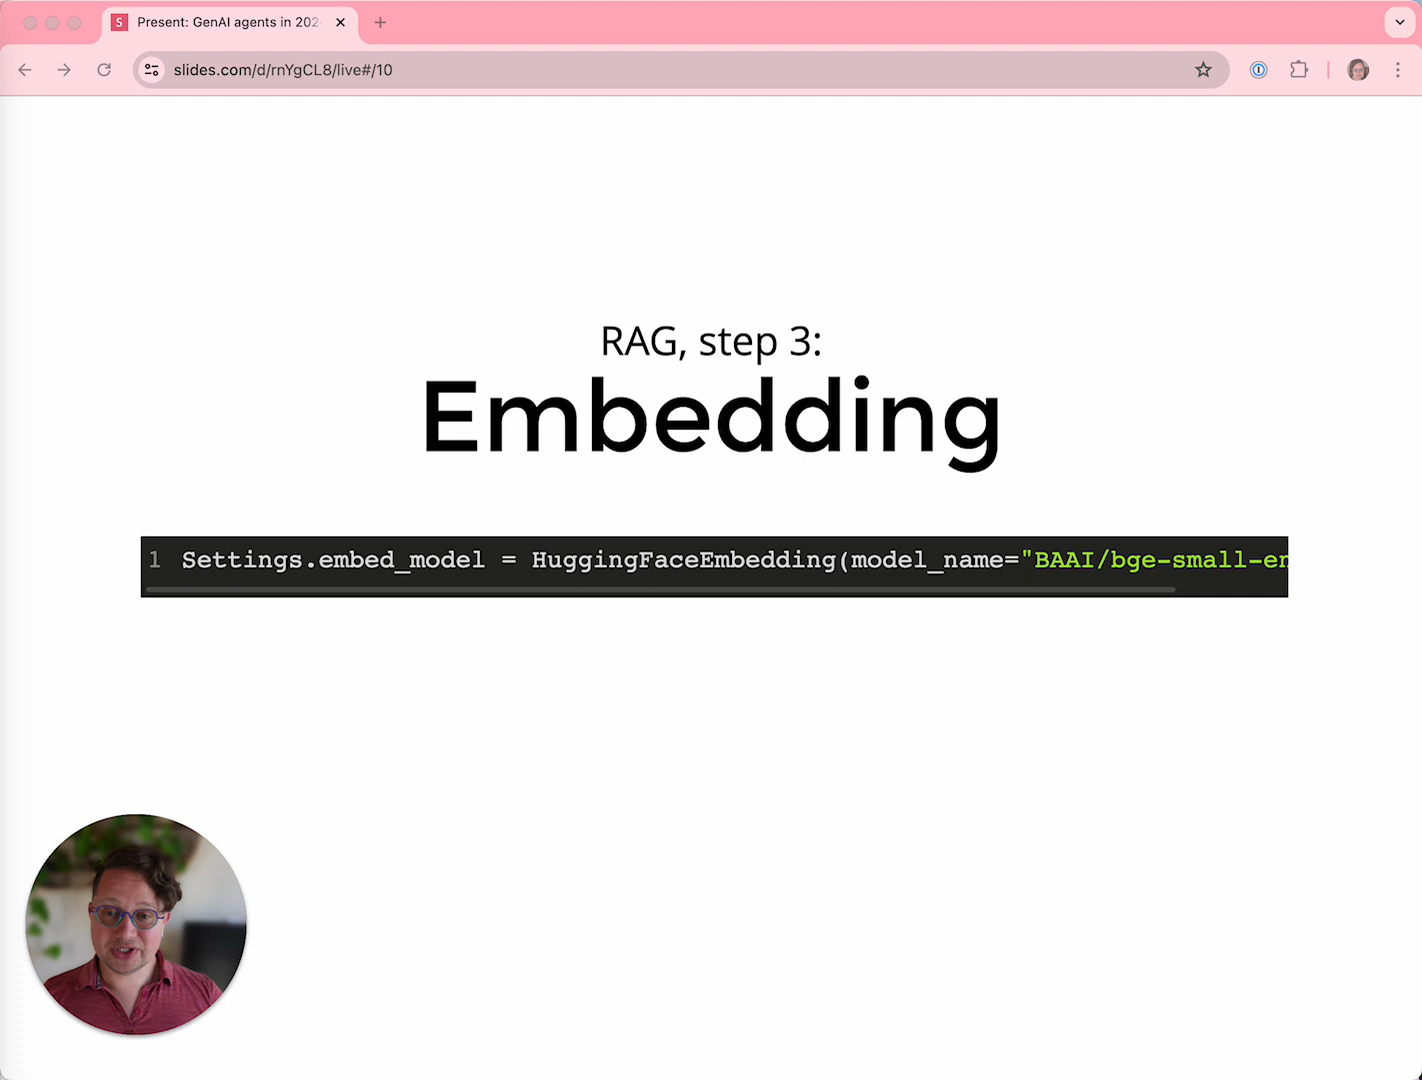 S Present: GenAI agents in 202
slides.com/d/rnYgCL8/live#/10
RAG, step 3:
Embedding
1 Settings.embed_model = HuggingFaceEmbedding(model_name="BAAI/bge-small-en